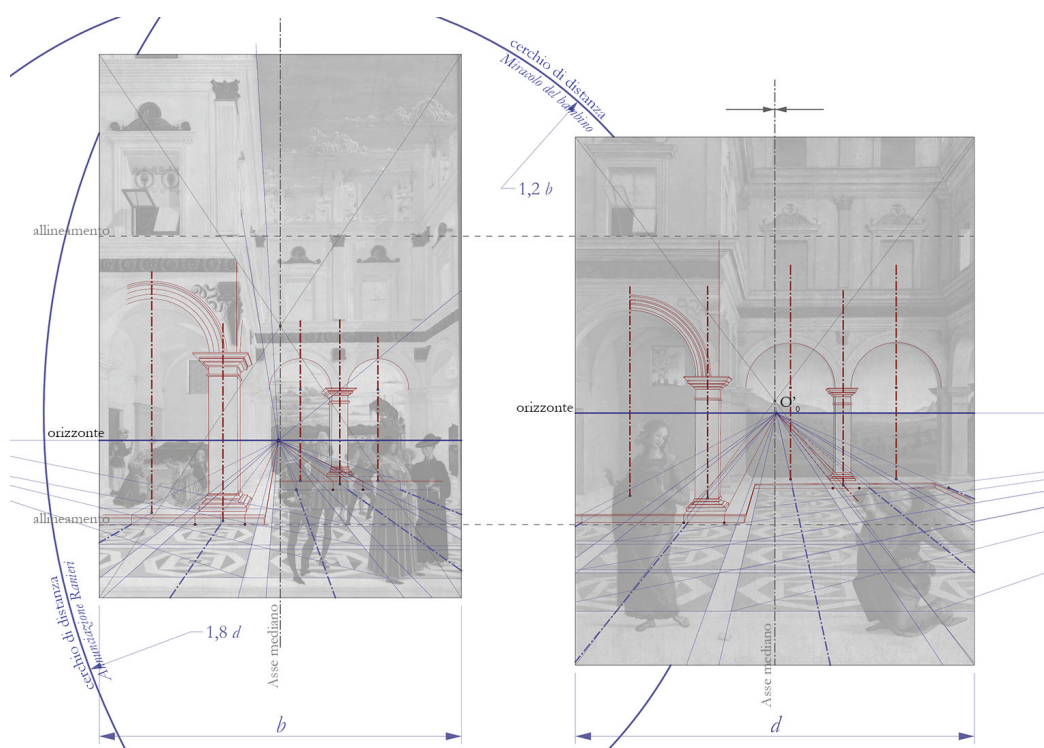 cerchio di distanza
Miracolo del bambino
1,2 b
allineamento
orizzonte
orizzonte
O'₀
allineamento
cerchio di distanza
Annunciazione Ranieri
1,8 d
Asse mediano
Asse mediano
b
d